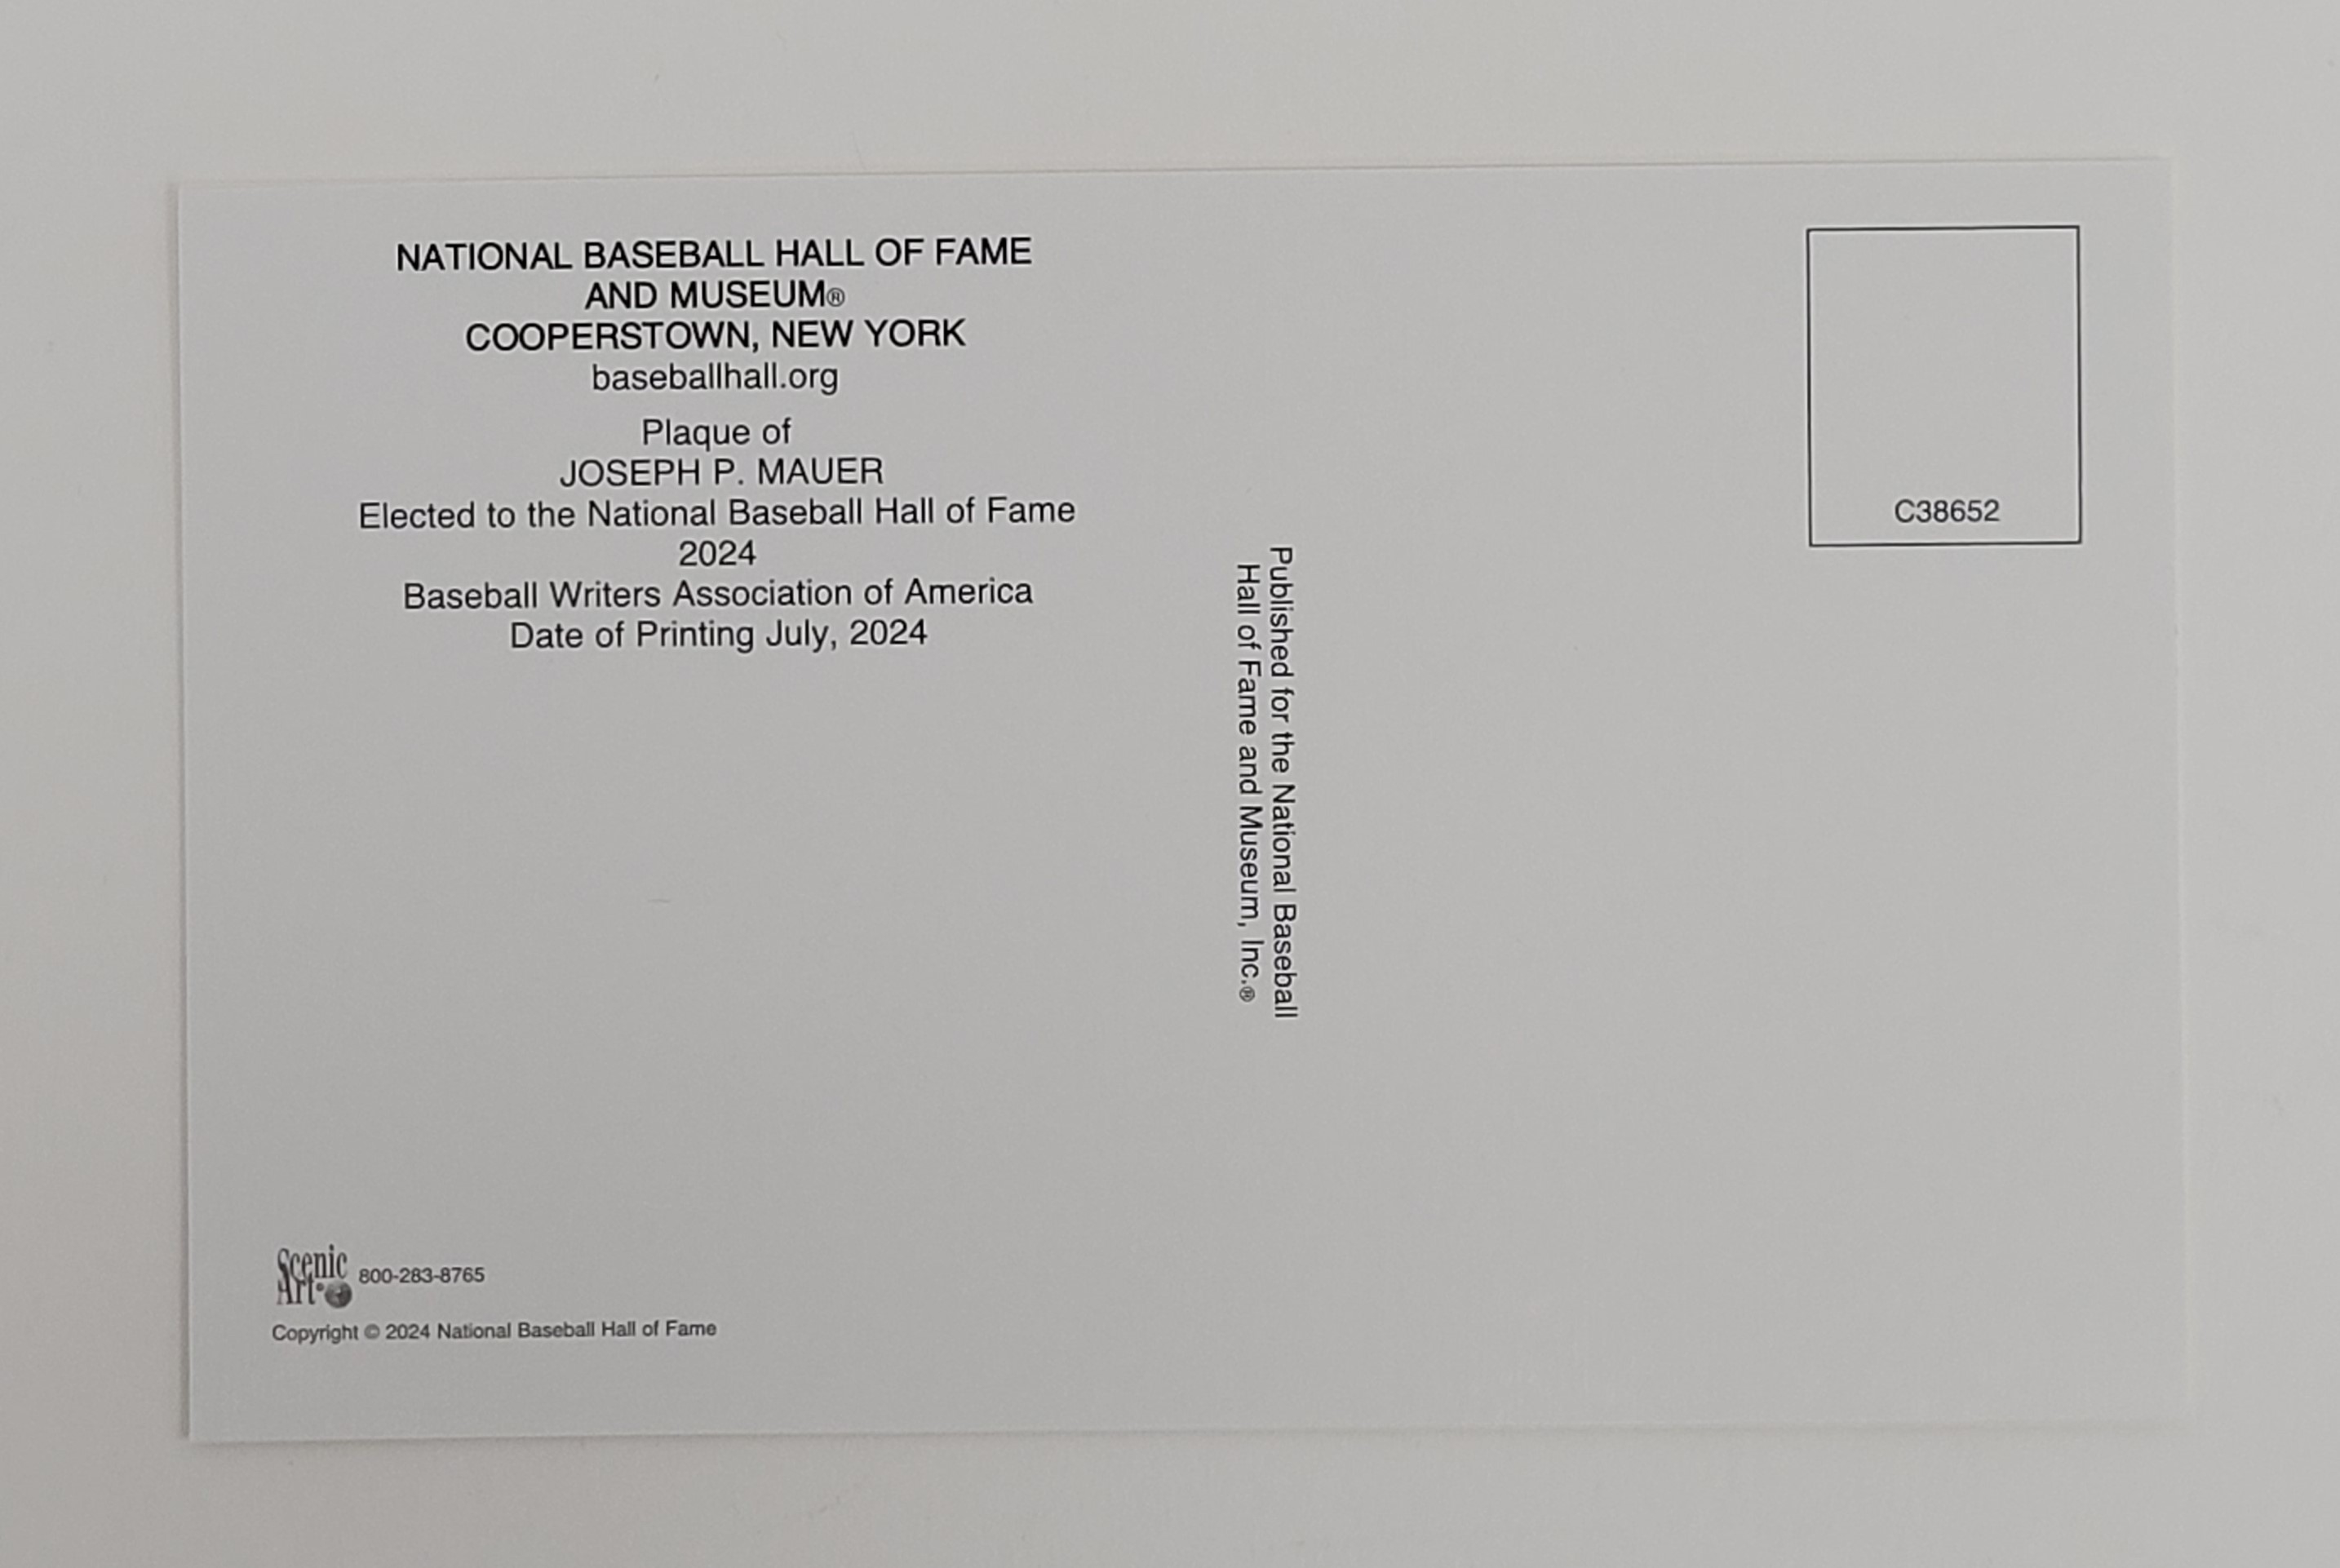 NATIONAL BASEBALL HALL OF FAME
AND MUSEUM®
COOPERSTOWN, NEW YORK
baseballhall.org
Plaque of
JOSEPH P. MAUER
Elected to the National Baseball Hall of Fame
2024
Baseball Writers Association of America
Date of Printing July, 2024
C38652
Published for the National Baseball
Hall of Fame and Museum, Inc.®
Scenic
Art
800-283-8765
Copyright © 2024 National Baseball Hall of Fame